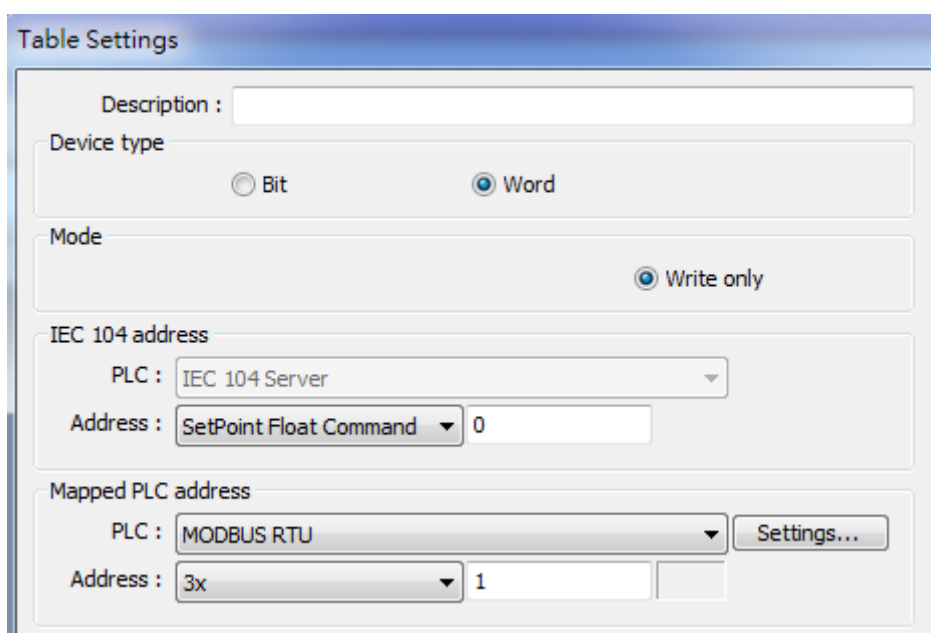 Table Settings
Description :
Device type
Bit Word
Mode
Write only
IEC 104 address
PLC : IEC 104 Server
Address : SetPoint Float Command 0
Mapped PLC address
PLC : MODBUS RTU Settings...
Address : 3x 1